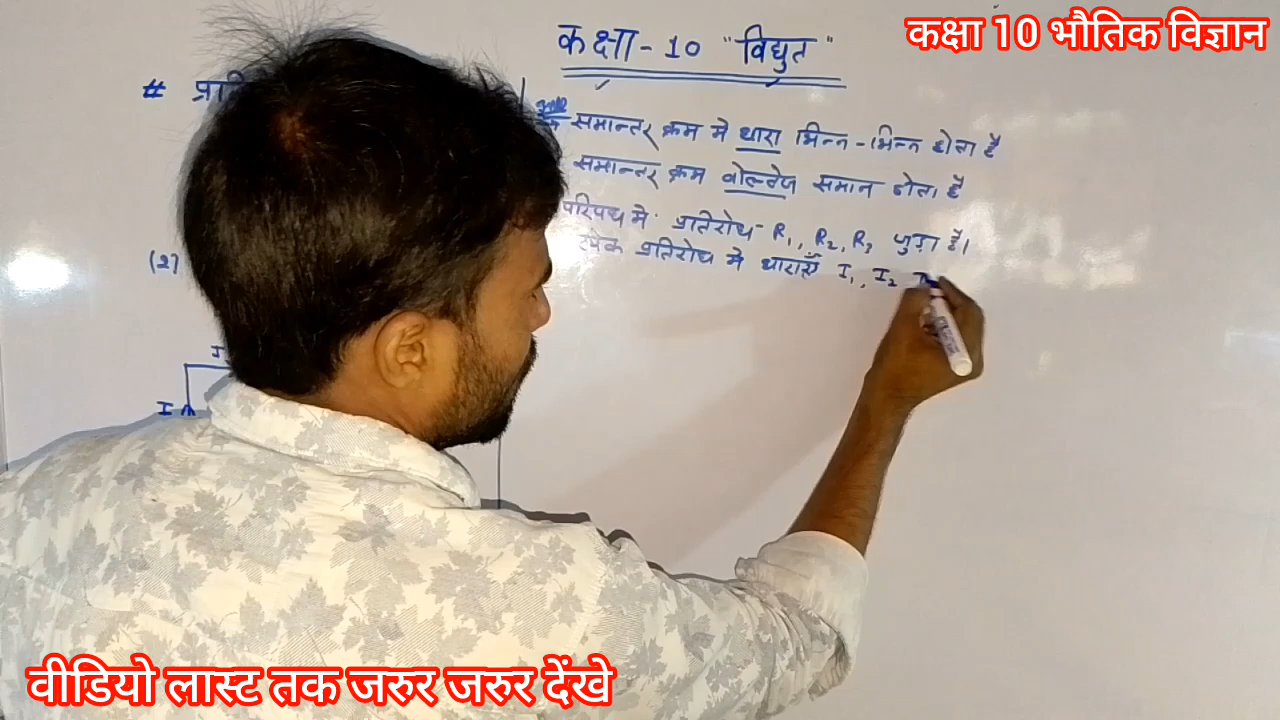 कक्षा 10 भौतिक विज्ञान
कक्षा - 10 "विद्युत"
#
समान्तर क्रम मे धारा भिन्न-भिन्न होता है
समान्तर क्रम वोल्टेज समान होता है
परिपथ मे प्रतिरोध - R₁, R₂, R₃ जुड़ा है।
प्रतिरोध मे धाराएँ I₁, I₂
(2)
I
वीडियो लास्ट तक जरुर जरुर देंखे